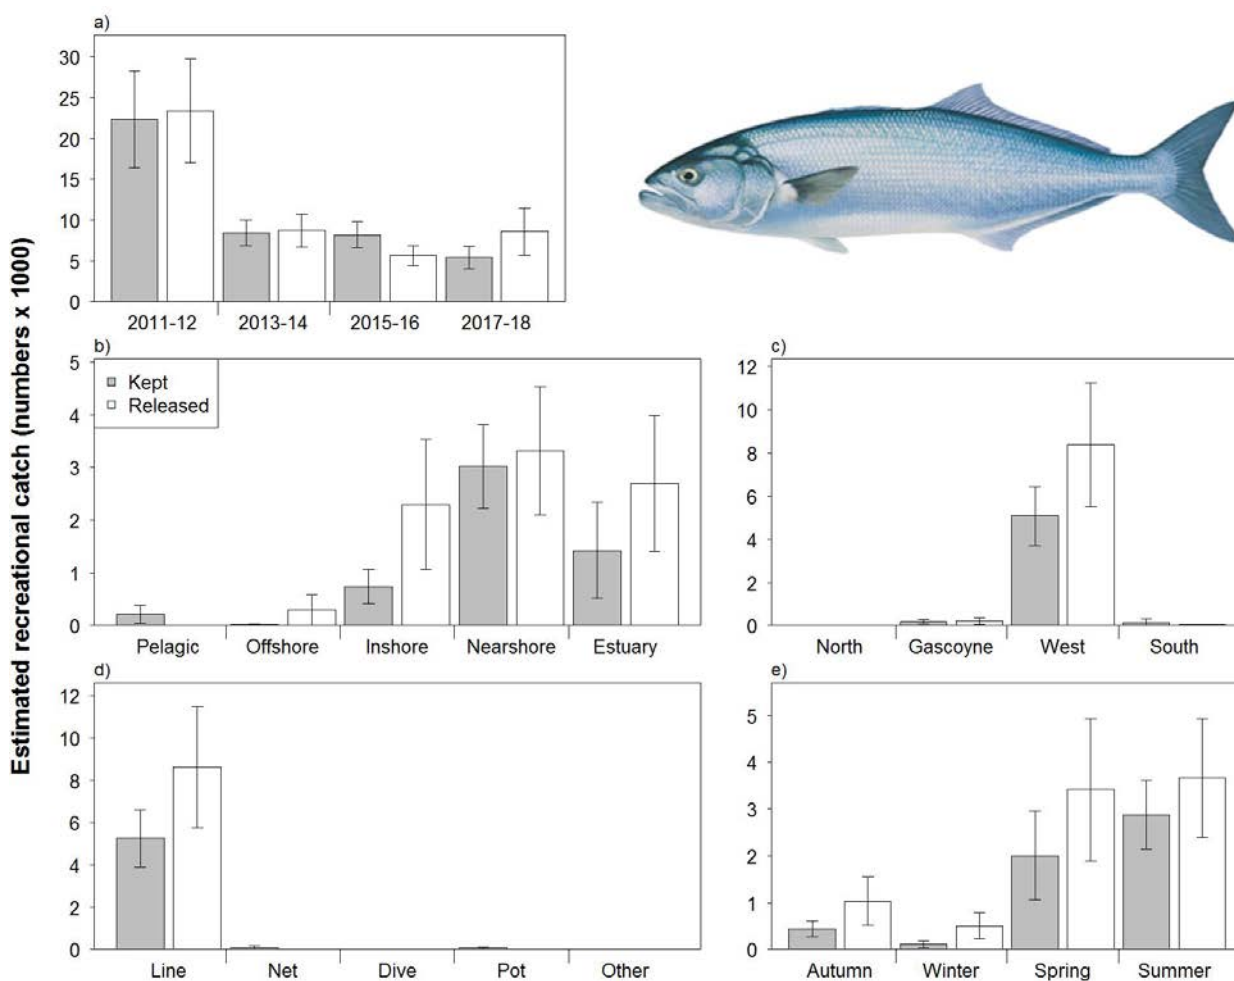 Estimated recreational catch (numbers x 1000)
a)
30
25
20
15
10
5
0
2011-12 2013-14 2015-16 2017-18
b)
5
4
3
2
1
0
Kept
Released
Pelagic Offshore Inshore Nearshore Estuary
c)
12
10
8
6
4
2
0
North Gascoyne West South
d)
12
10
8
6
4
2
0
Line Net Dive Pot Other
e)
5
4
3
2
1
0
Autumn Winter Spring Summer